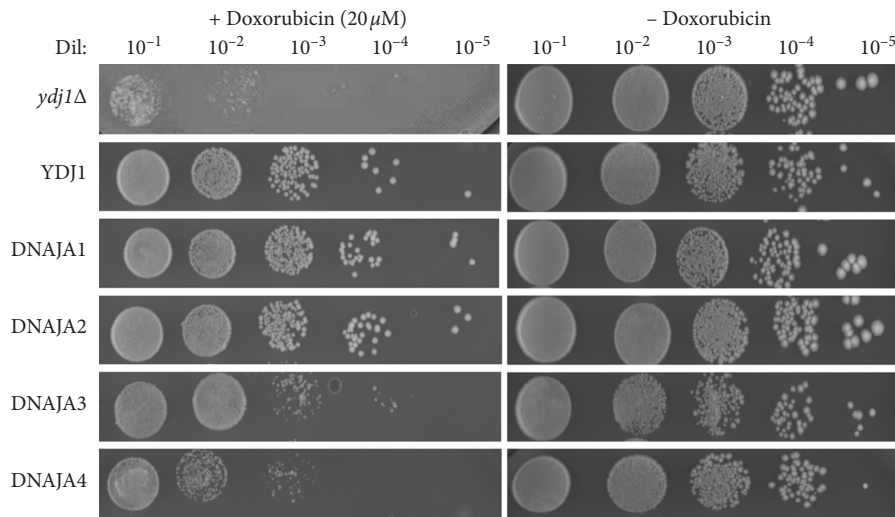 + Doxorubicin (20 μM) – Doxorubicin
Dil: 10⁻¹ 10⁻² 10⁻³ 10⁻⁴ 10⁻⁵ 10⁻¹ 10⁻² 10⁻³ 10⁻⁴ 10⁻⁵
ydj1Δ
YDJ1
DNAJA1
DNAJA2
DNAJA3
DNAJA4